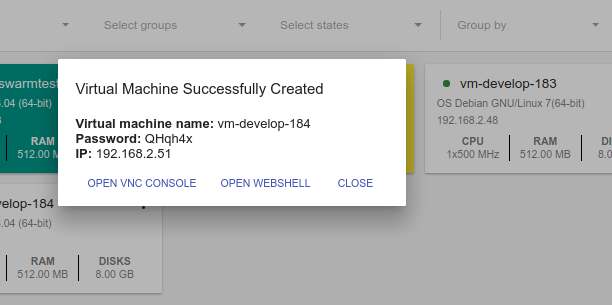 Select groups
Select states
Group by
swarmtest
.04 (64-bit)
RAM
512.00 MB
Virtual Machine Successfully Created
Virtual machine name: vm-develop-184
Password: QHqh4x
IP: 192.168.2.51
OPEN VNC CONSOLE
OPEN WEBSHELL
CLOSE
vm-develop-183
OS Debian GNU/Linux 7(64-bit)
192.168.2.48
CPU
RAM
DIS
1x500 MHz
512.00 MB
8.0
velop-184
.04 (64-bit)
RAM
DISKS
512.00 MB
8.00 GB